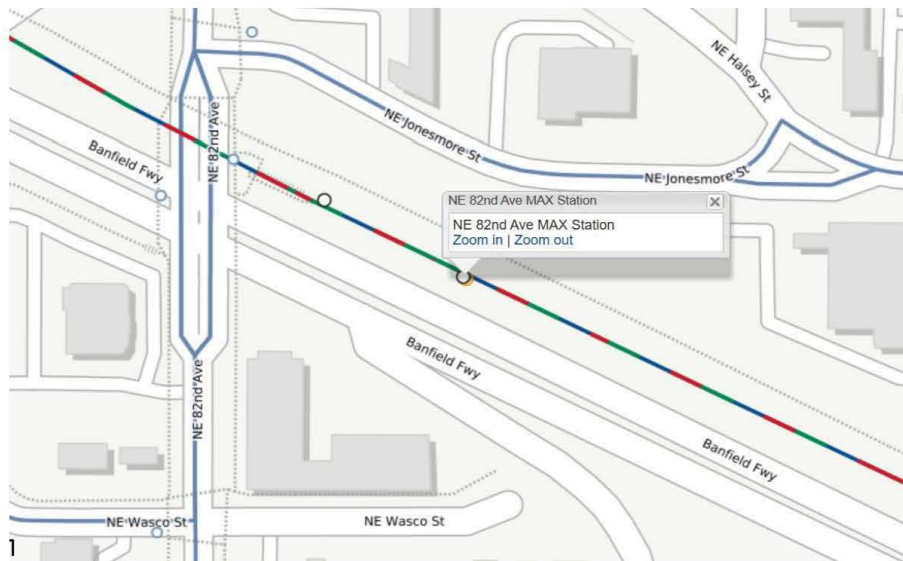 NE Halsey St
NE 82nd Ave
NE Jonesmore St
Banfield Fwy
NE Jonesmore St
NE 82nd Ave MAX Station
NE 82nd Ave MAX Station
Zoom in | Zoom out
Banfield Fwy
NE 82nd Ave
Banfield Fwy
NE Wasco St
NE Wasco St
1